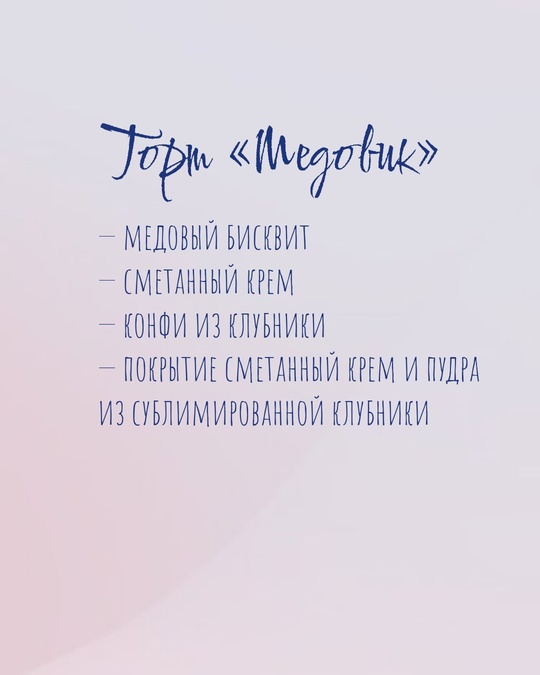 Торт «Медовик»
— МЕДОВЫЙ БИСКВИТ
— СМЕТАННЫЙ КРЕМ
— КОНФИ ИЗ КЛУБНИКИ
— ПОКРЫТИЕ СМЕТАННЫЙ КРЕМ И ПУДРА
ИЗ СУБЛИМИРОВАННОЙ КЛУБНИКИ